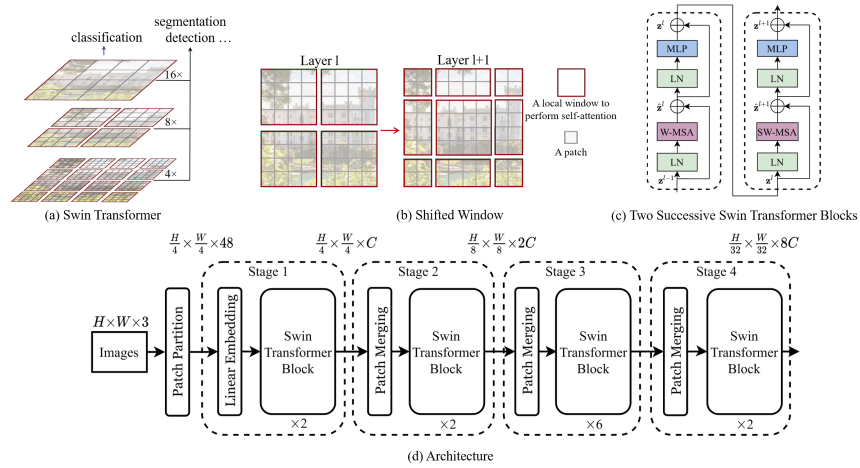 segmentation
classification
detection ...
16×
8×
4×
(a) Swin Transformer
Layer l
Layer l+1
A local window to
perform self-attention
A patch
(b) Shifted Window
z^l
MLP
LN
ẑ^l
W-MSA
LN
z^{l-1}
z^{l+1}
MLP
LN
ẑ^{l+1}
SW-MSA
LN
z^l
(c) Two Successive Swin Transformer Blocks
H/4 × W/4 × 48
H/4 × W/4 × C
H/8 × W/8 × 2C
H/32 × W/32 × 8C
Stage 1
Stage 2
Stage 3
Stage 4
H×W×3
Images
Patch Partition
Linear Embedding
Swin
Transformer
Block
×2
Patch Merging
Swin
Transformer
Block
×2
Patch Merging
Swin
Transformer
Block
×6
Patch Merging
Swin
Transformer
Block
×2
(d) Architecture